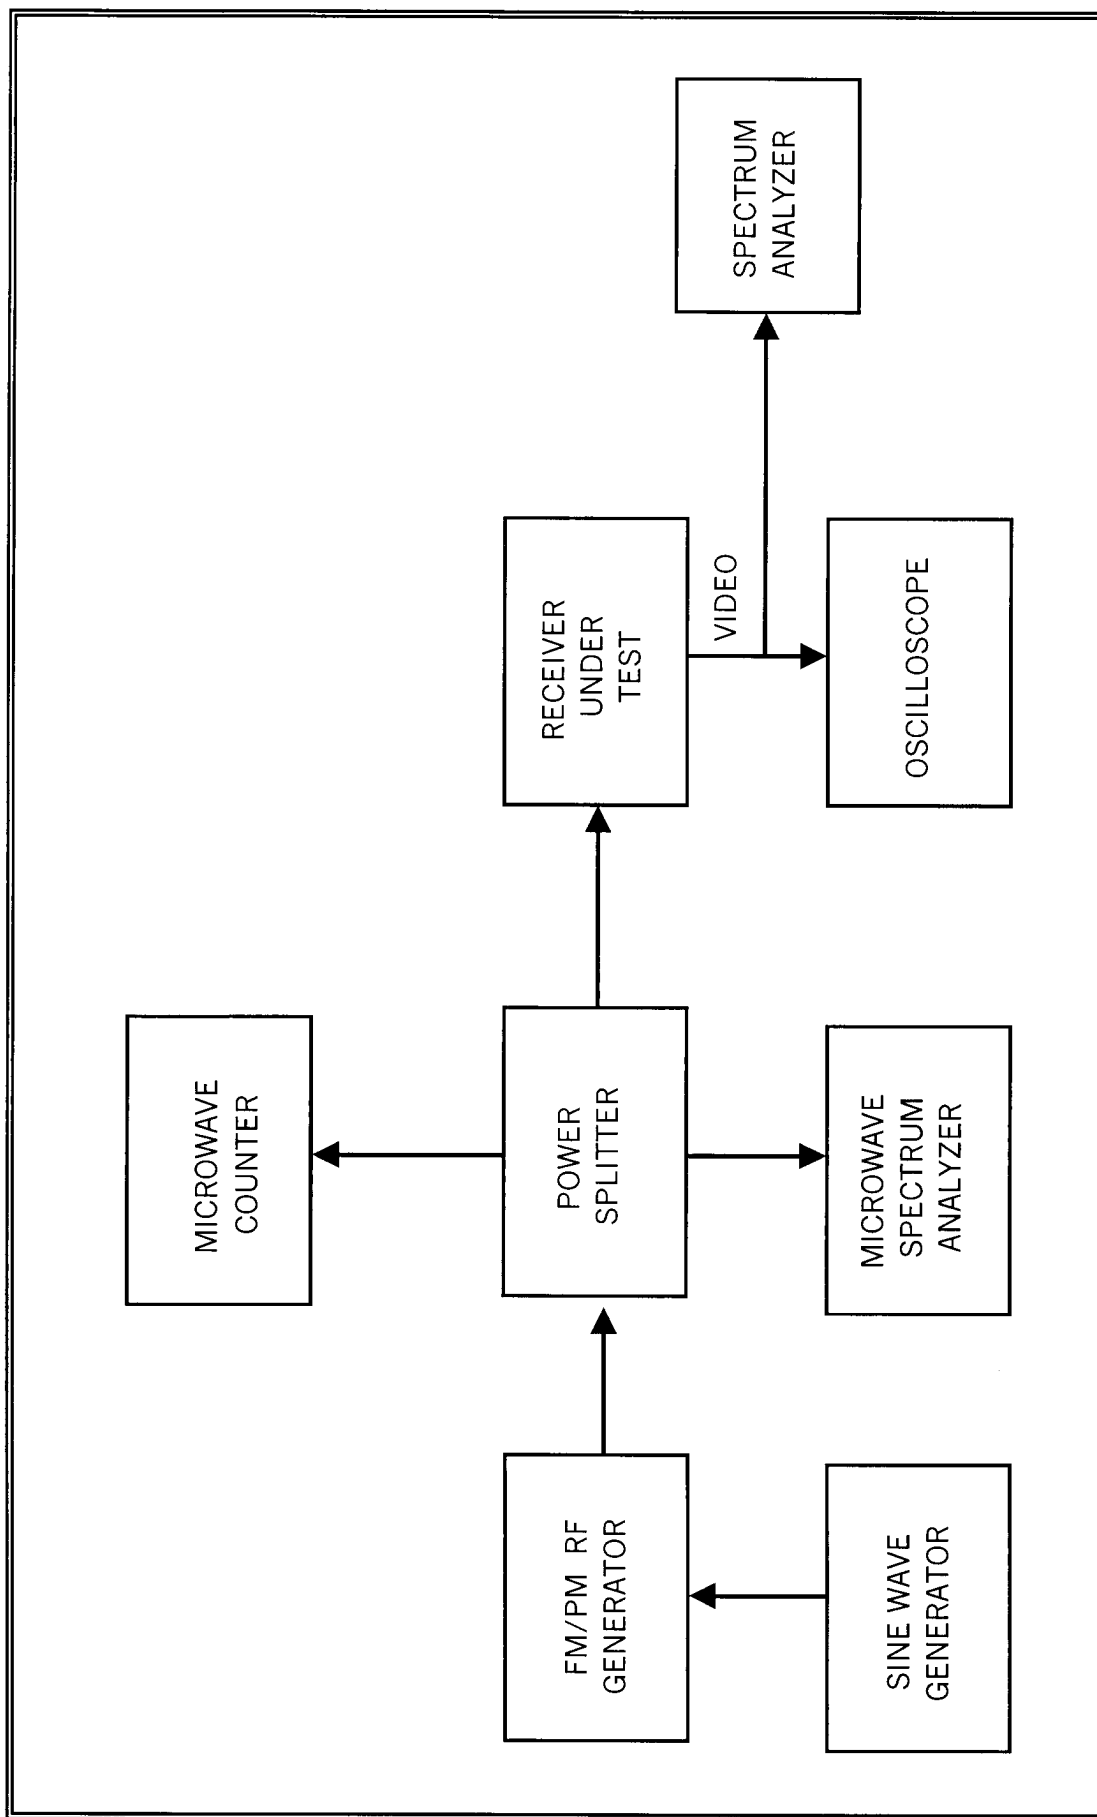 MICROWAVE
COUNTER
FM/PM RF
GENERATOR
POWER
SPLITTER
RECEIVER
UNDER
TEST
VIDEO
SPECTRUM
ANALYZER
SINE WAVE
GENERATOR
MICROWAVE
SPECTRUM
ANALYZER
OSCILLOSCOPE